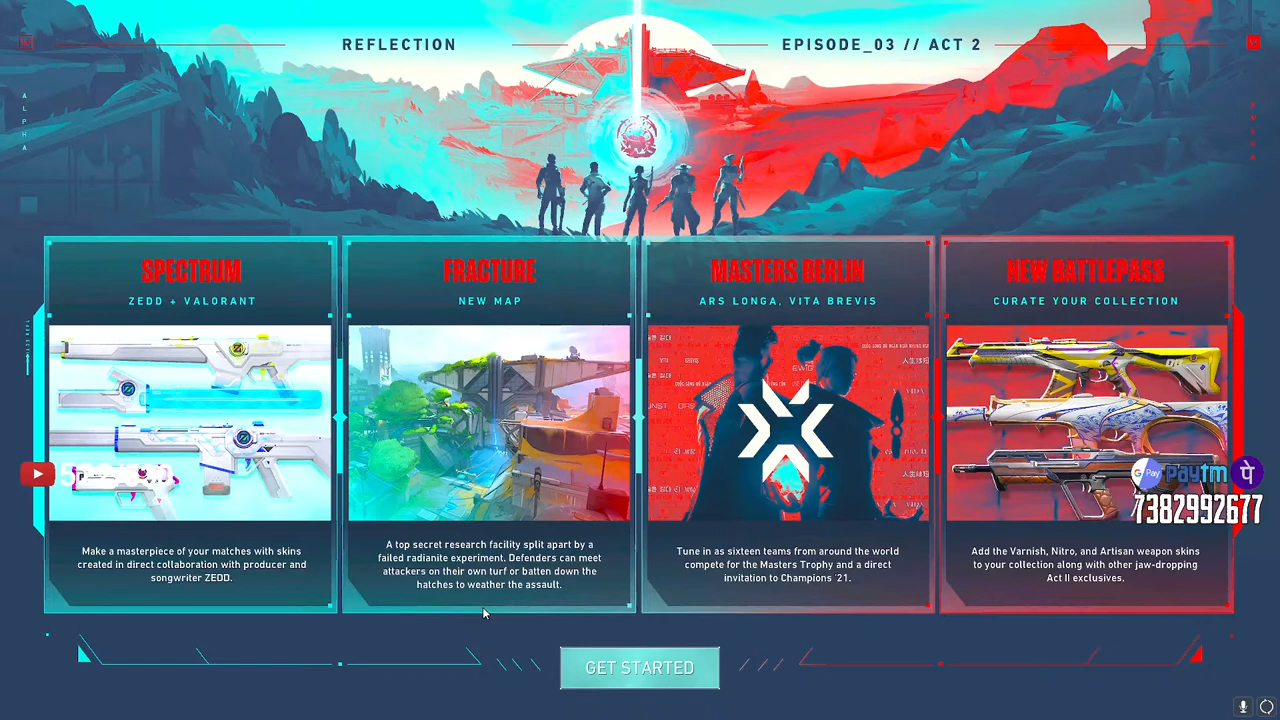 REFLECTION
EPISODE_03 // ACT 2
ALPHA
SPECTRUM
ZEDD + VALORANT
Make a masterpiece of your matches with skins
created in direct collaboration with producer and
songwriter ZEDD.
FRACTURE
NEW MAP
A top secret research facility split apart by a
failed radianite experiment. Defenders can meet
attackers on their own turf or batten down the
hatches to weather the assault.
MASTERS BERLIN
ARS LONGA, VITA BREVIS
Tune in as sixteen teams from around the world
compete for the Masters Trophy and a direct
invitation to Champions '21.
NEW BATTLEPASS
CURATE YOUR COLLECTION
Add the Varnish, Nitro, and Artisan weapon skins
to your collection along with other jaw-dropping
Act II exclusives.
G Pay paytm पे
7382992677
GET STARTED